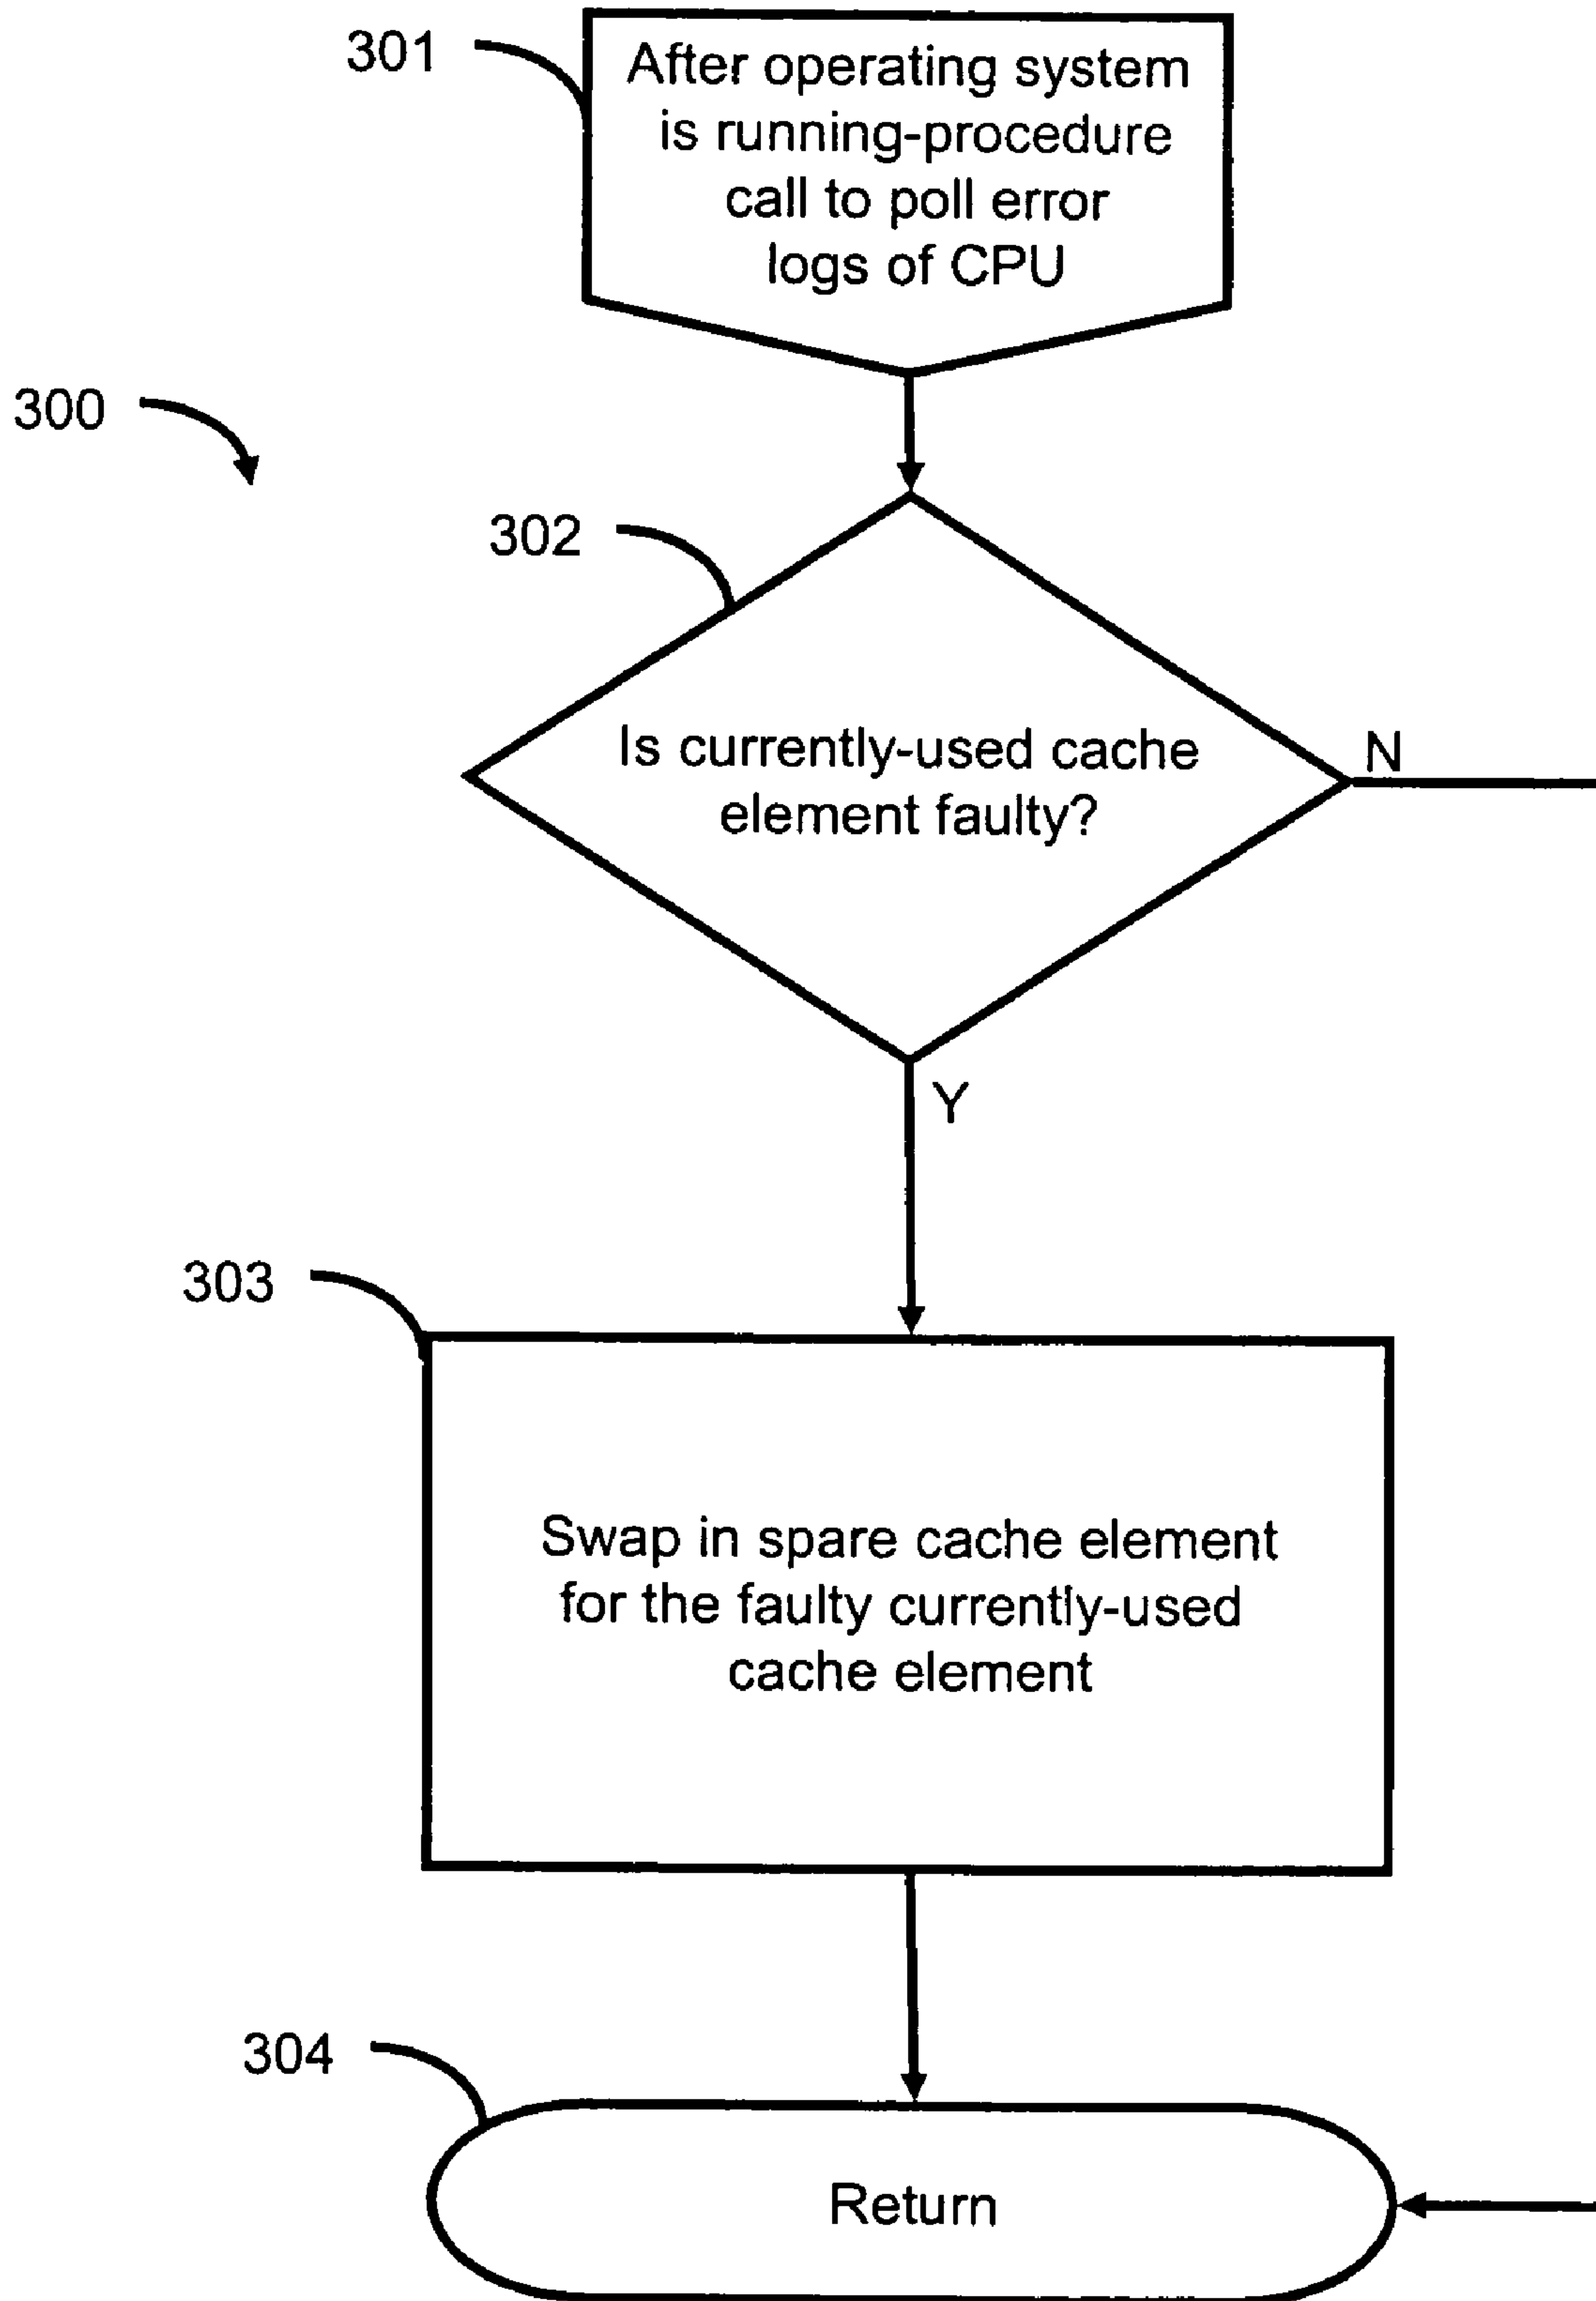 301
After operating system
is running-procedure
call to poll error
logs of CPU
300
302
Is currently-used cache
element faulty?
N
Y
303
Swap in spare cache element
for the faulty currently-used
cache element
304
Return